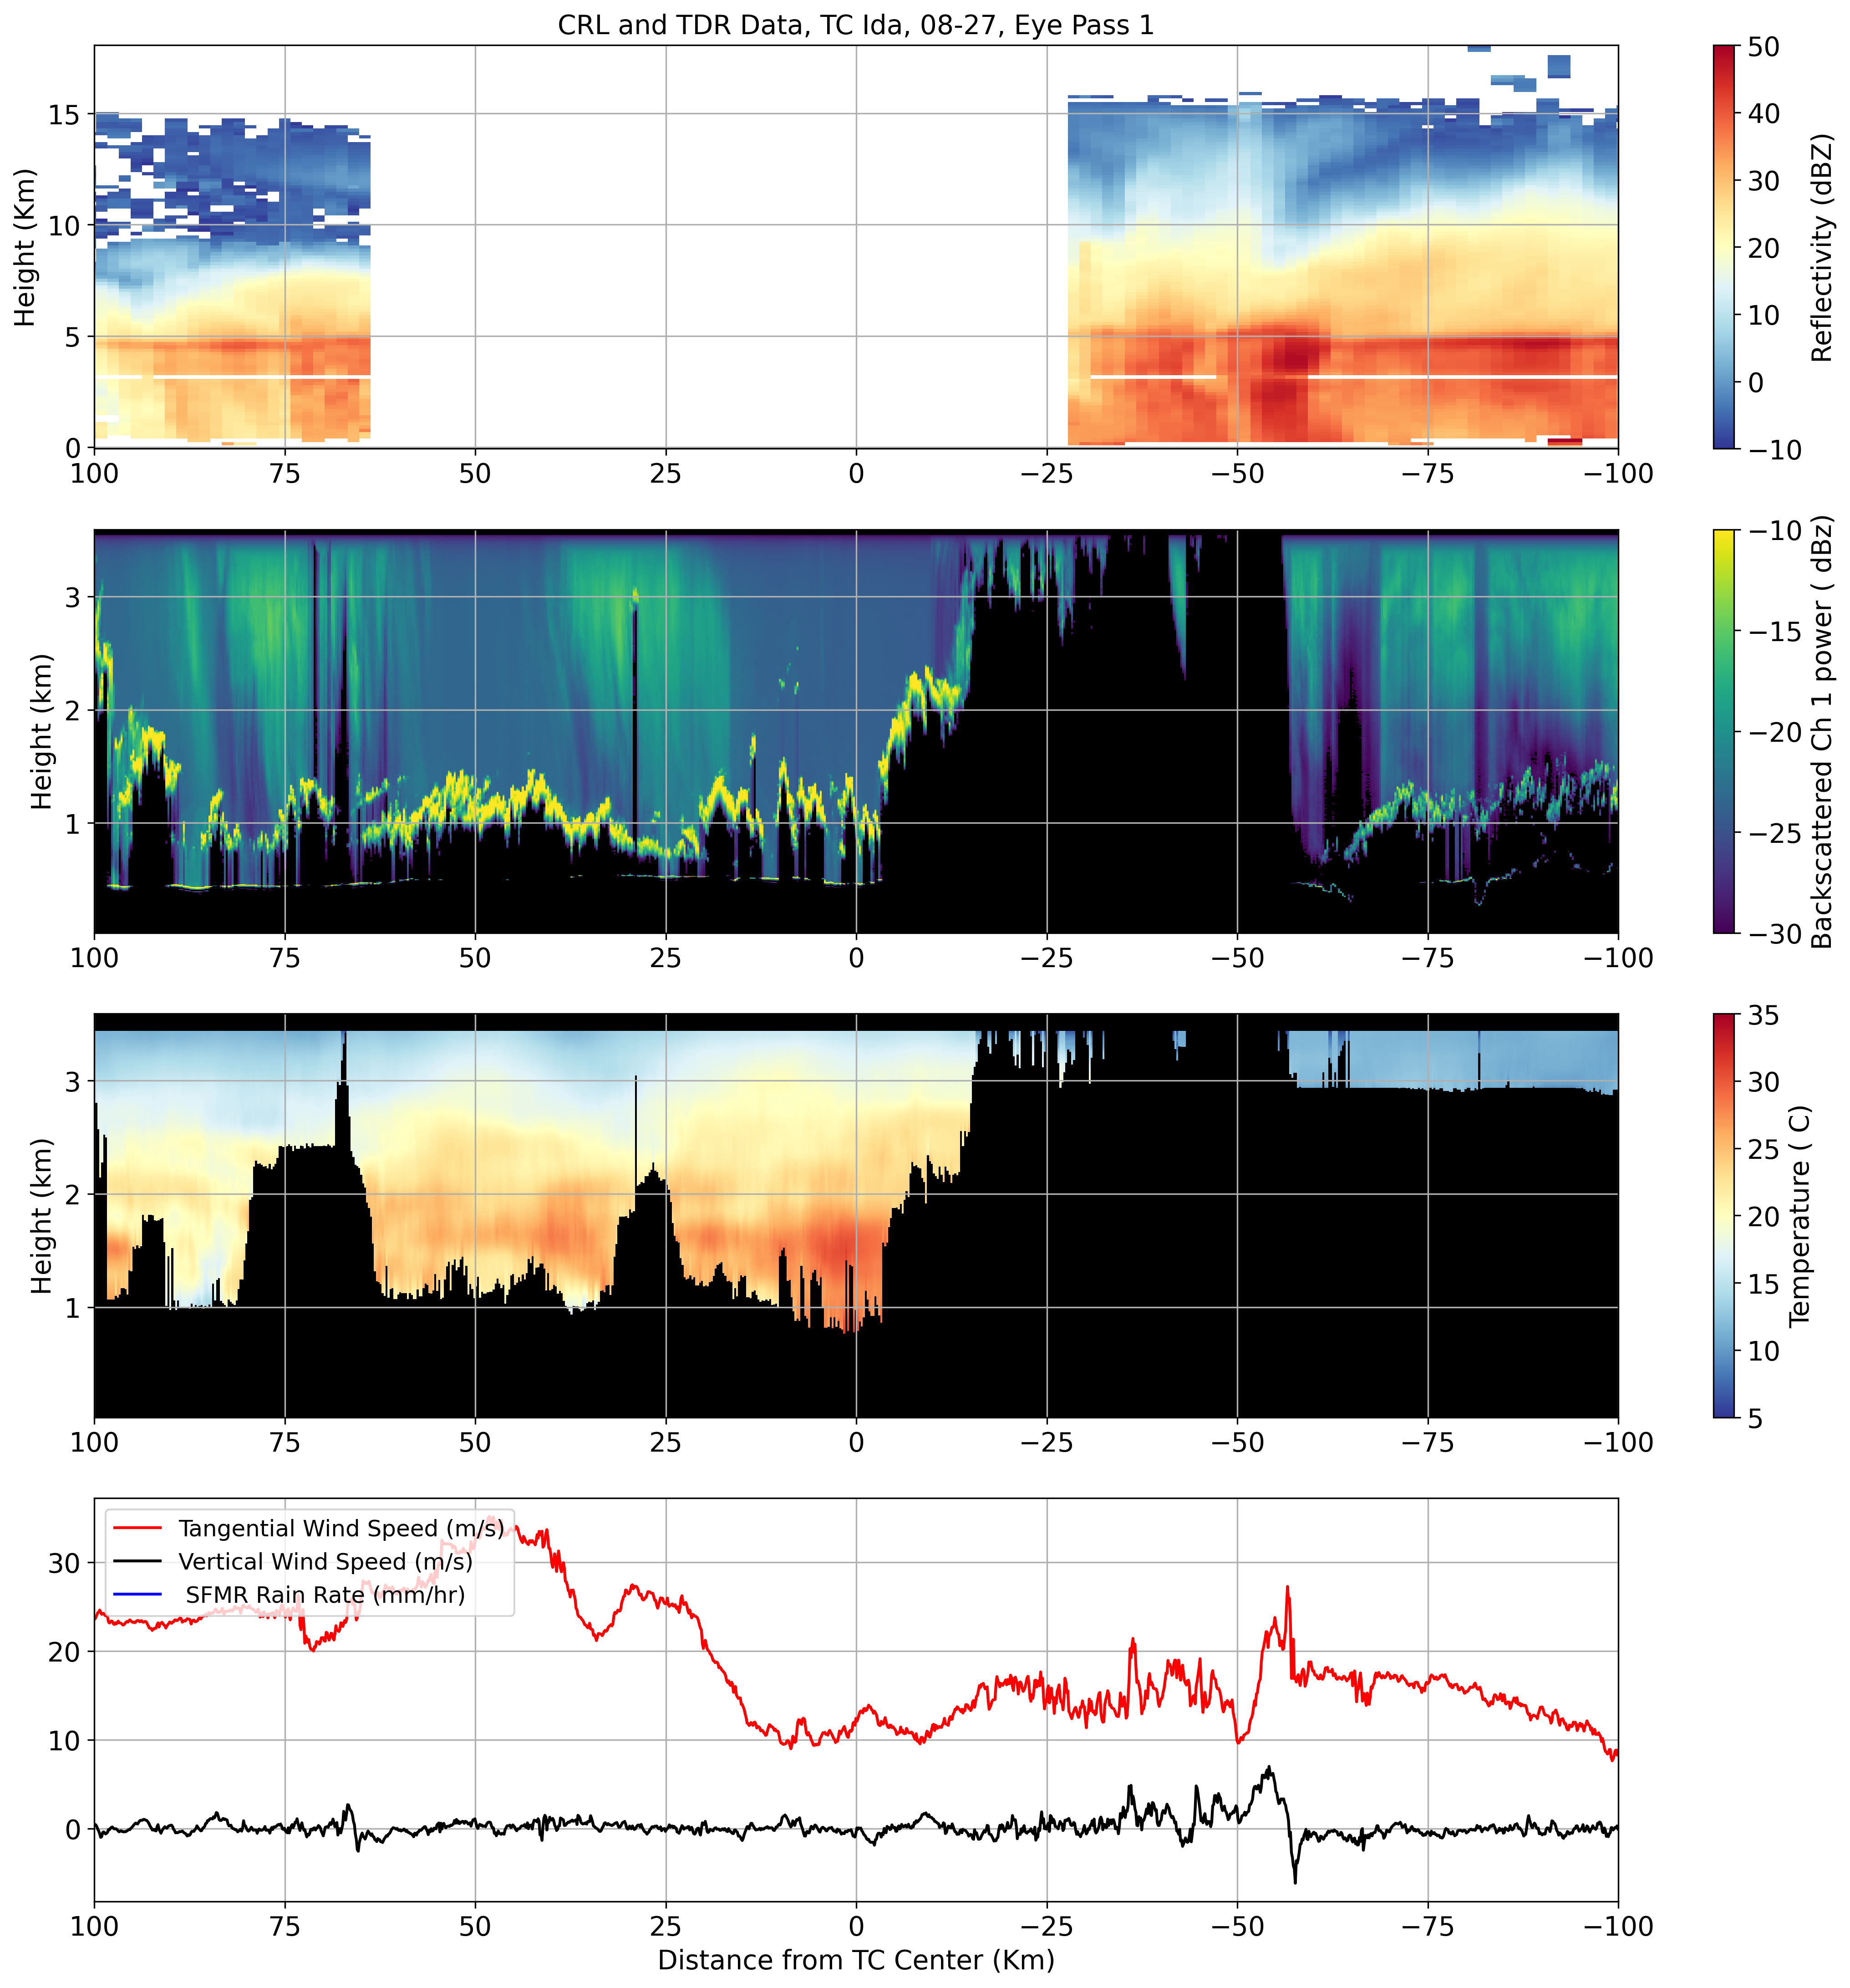 CRL and TDR Data, TC Ida, 08-27, Eye Pass 1
Height (Km)
15
10
5
0
100 75 50 25 0 −25 −50 −75 −100
50
40
30
20
10
0
−10
Reflectivity (dBZ)
Height (km)
3
2
1
100 75 50 25 0 −25 −50 −75 −100
−10
−15
−20
−25
−30
Backscattered Ch 1 power ( dBz)
Height (km)
3
2
1
100 75 50 25 0 −25 −50 −75 −100
35
30
25
20
15
10
5
Temperature ( C)
30
20
10
0
Tangential Wind Speed (m/s)
Vertical Wind Speed (m/s)
SFMR Rain Rate (mm/hr)
100 75 50 25 0 −25 −50 −75 −100
Distance from TC Center (Km)